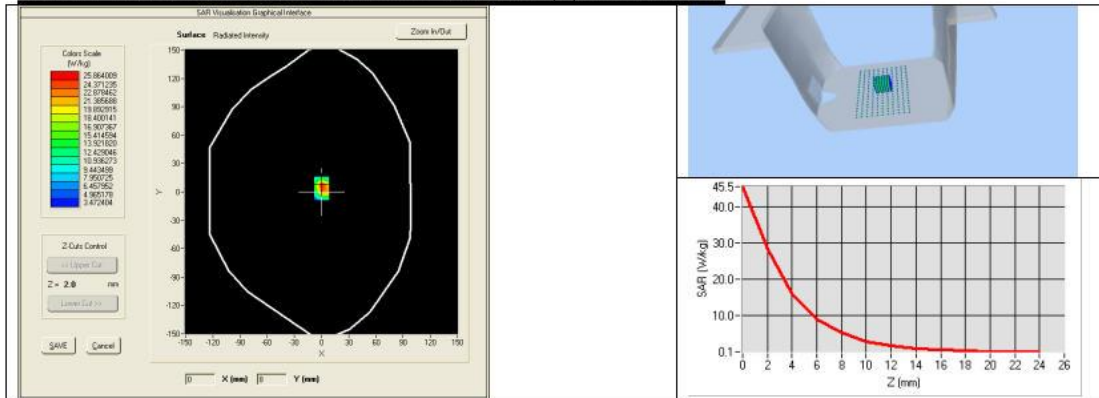 SAR Visualisation Graphical Interface
Surface Radiated Intensity
Zoom In/Out
Colors Scale
(W/kg)
25.864009
24.371235
22.878462
21.385688
19.892915
18.400141
16.907367
15.414594
13.921820
12.429046
10.936273
9.443499
7.950725
6.457952
4.965178
3.472404
Z-Cuts Control
<< Upper Cut
Z = 2.0 mm
Lower Cut >>
SAVE Cancel
150
120
90
60
30
0
-30
-60
-90
-120
-150
Y
-150 -120 -90 -60 -30 0 30 60 90 120 150
X
0 X (mm) 8 Y (mm)
45.5
40.0
30.0
20.0
10.0
0.1
SAR (W/kg)
0 2 4 6 8 10 12 14 16 18 20 22 24 26
Z (mm)